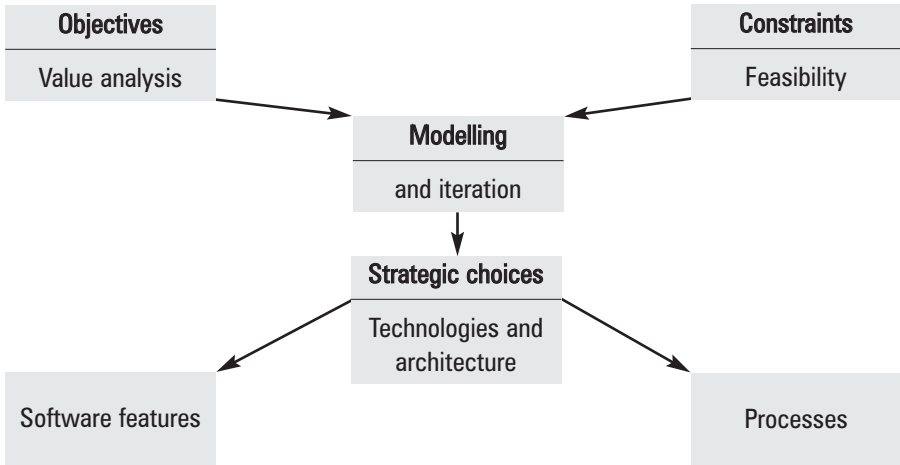 Objectives
Value analysis
Constraints
Feasibility
Modelling
and iteration
Strategic choices
Technologies and
architecture
Software features
Processes